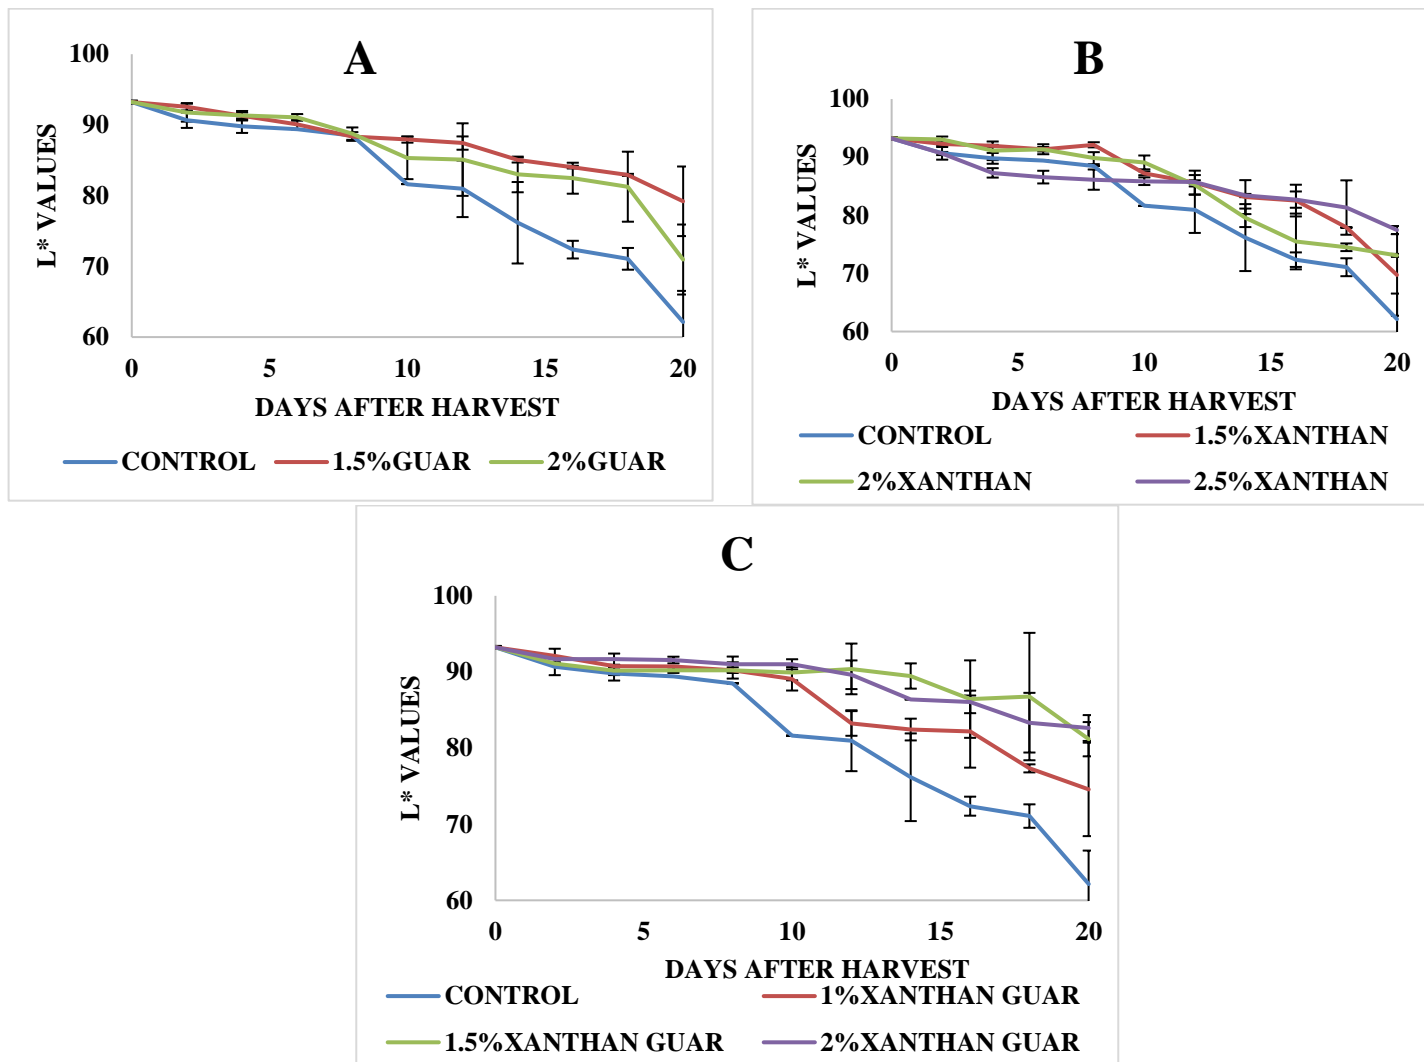 A
100
90
80
70
60
L* VALUES
0 5 10 15 20
DAYS AFTER HARVEST
CONTROL 1.5%GUAR 2%GUAR
B
100
90
80
70
60
L* VALUES
0 5 10 15 20
DAYS AFTER HARVEST
CONTROL 1.5%XANTHAN
2%XANTHAN 2.5%XANTHAN
C
100
90
80
70
60
L* VALUES
0 5 10 15 20
DAYS AFTER HARVEST
CONTROL 1%XANTHAN GUAR
1.5%XANTHAN GUAR 2%XANTHAN GUAR